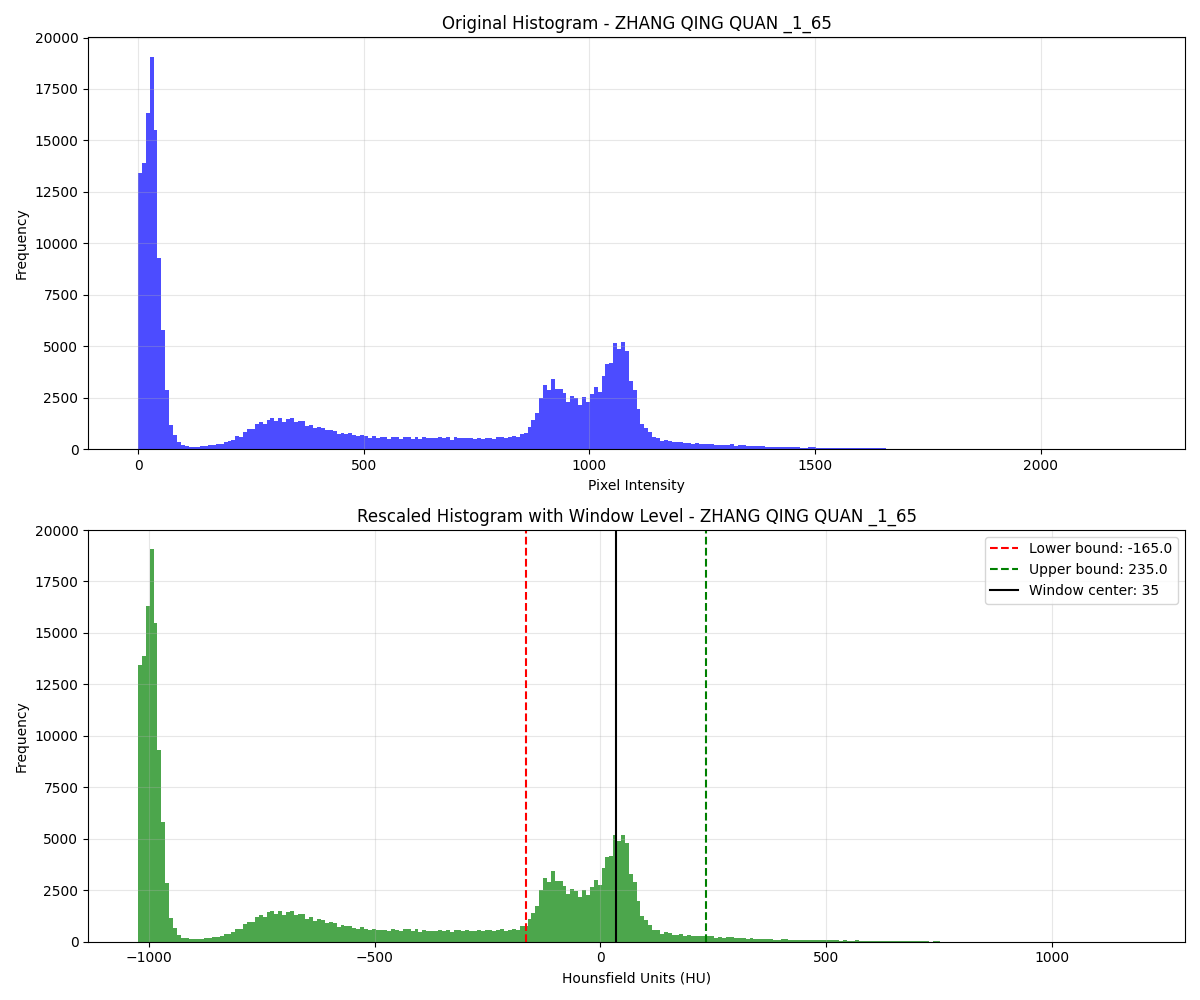 Original Histogram - ZHANG QING QUAN _1_65
20000
17500
15000
12500
10000
7500
5000
2500
0
Frequency
0 500 1000 1500 2000
Pixel Intensity
Rescaled Histogram with Window Level - ZHANG QING QUAN _1_65
20000
17500
15000
12500
10000
7500
5000
2500
0
Frequency
Lower bound: -165.0
Upper bound: 235.0
Window center: 35
−1000 −500 0 500 1000
Hounsfield Units (HU)